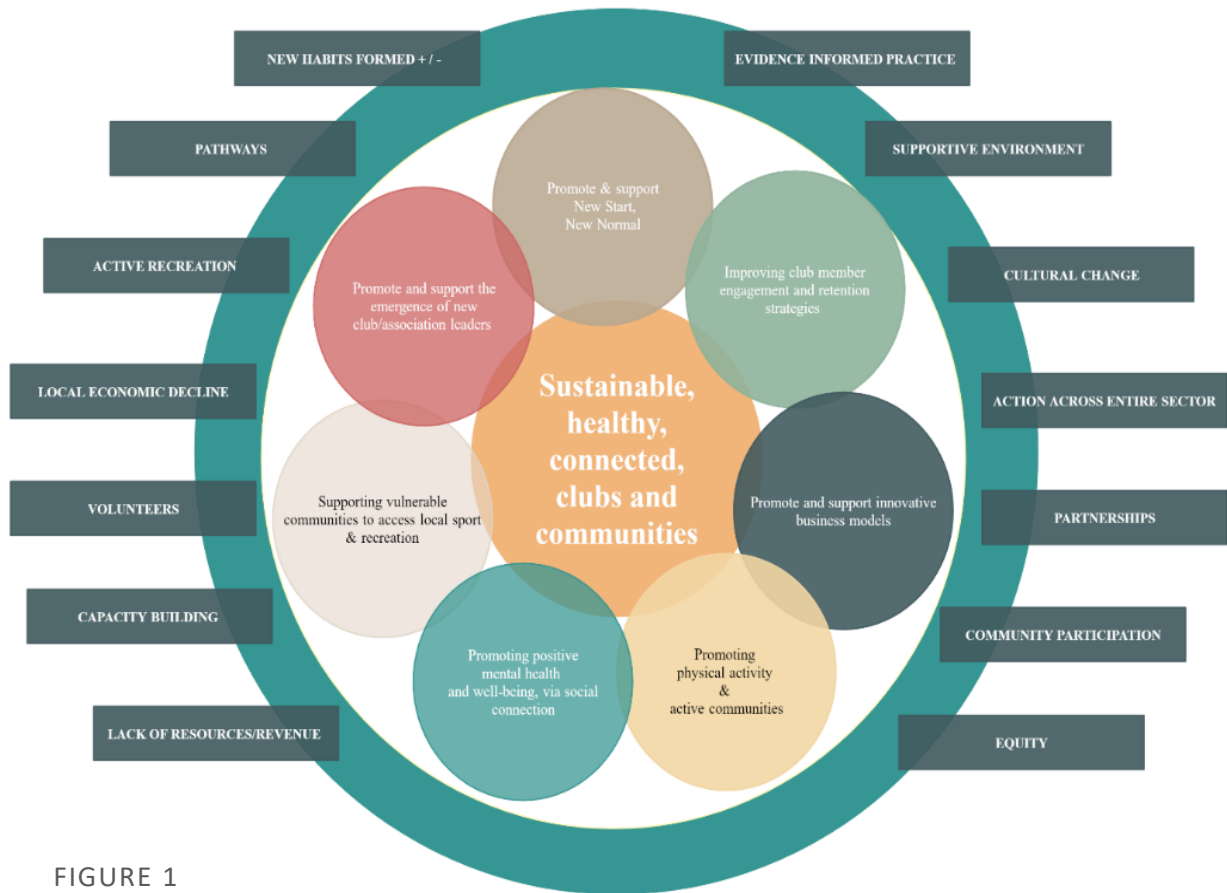 NEW HABITS FORMED + / -
EVIDENCE INFORMED PRACTICE
PATHWAYS
SUPPORTIVE ENVIRONMENT
ACTIVE RECREATION
CULTURAL CHANGE
LOCAL ECONOMIC DECLINE
ACTION ACROSS ENTIRE SECTOR
VOLUNTEERS
PARTNERSHIPS
CAPACITY BUILDING
COMMUNITY PARTICIPATION
LACK OF RESOURCES/REVENUE
EQUITY
Promote & support
New Start,
New Normal
Improving club member
engagement and retention
strategies
Promote and support innovative
business models
Promoting
physical activity
&
active communities
Promoting positive
mental health
and well-being, via social
connection
Supporting vulnerable
communities to access local sport
& recreation
Promote and support the
emergence of new
club/association leaders
Sustainable,
healthy,
connected,
clubs and
communities
FIGURE 1